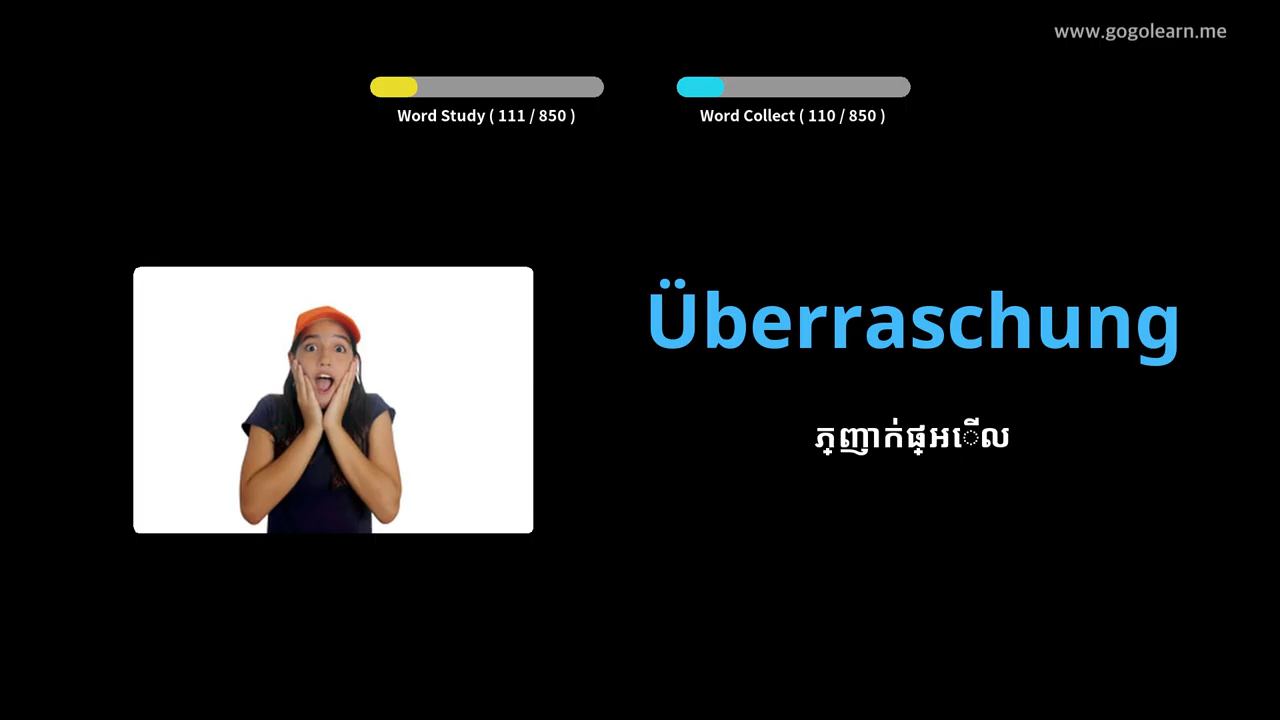 www.gogolearn.me
Word Study ( 111 / 850 )
Word Collect ( 110 / 850 )
Überraschung
ភ្ញាក់ផ្អើល